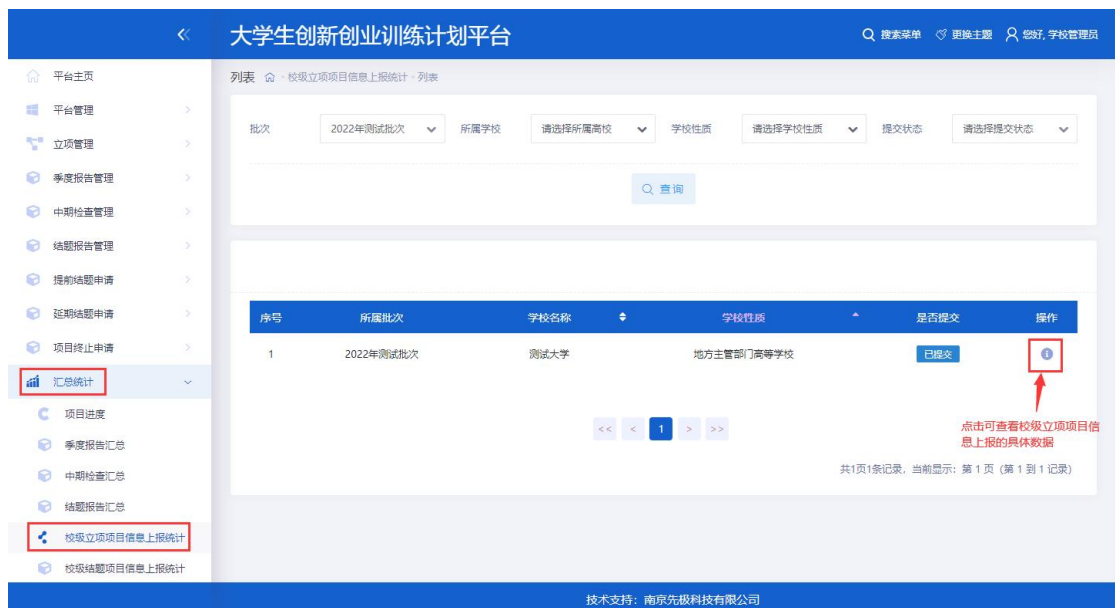 大学生创新创业训练计划平台
搜索菜单 更换主题 您好, 学校管理员
平台主页
平台管理
立项管理
季度报告管理
中期检查管理
结题报告管理
提前结题申请
延期结题申请
项目终止申请
汇总统计
项目进度
季度报告汇总
中期检查汇总
结题报告汇总
校级立项项目信息上报统计
校级结题项目信息上报统计
列表 - 校级立项项目信息上报统计 - 列表
批次 2022年测试批次 所属学校 请选择所属高校 学校性质 请选择学校性质 提交状态 请选择提交状态
查询
序号 所属批次 学校名称 学校性质 是否提交 操作
1 2022年测试批次 测试大学 地方主管部门高等学校 已提交
点击可查看校级立项项目信
息上报的具体数据
<< < 1 > >>
共1页1条记录, 当前显示: 第 1 页 (第 1 到 1 记录)
技术支持: 南京先极科技有限公司